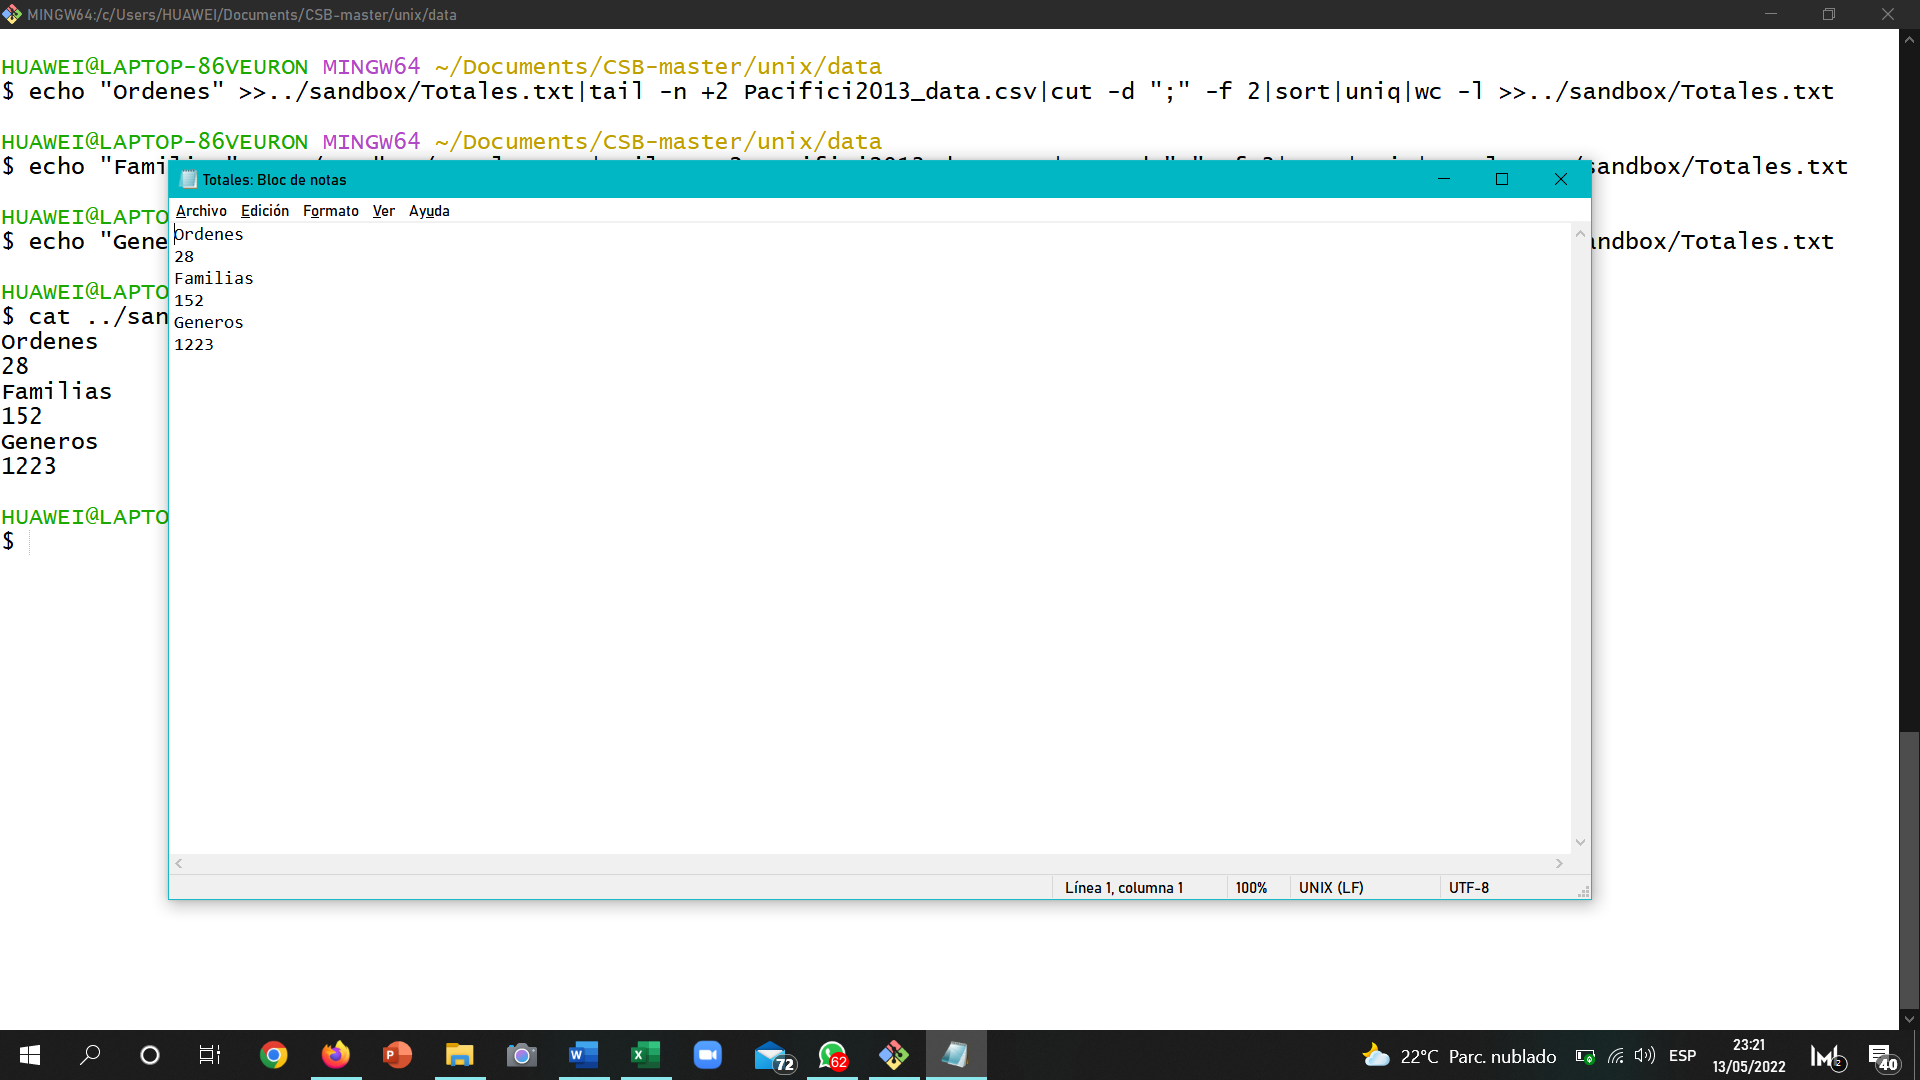 MINGW64:/c/Users/HUAWEI/Documents/CSB-master/unix/data
HUAWEI@LAPTOP-86VEURON MINGW64 ~/Documents/CSB-master/unix/data
$ echo "Ordenes" >>../sandbox/Totales.txt|tail -n +2 Pacifici2013_data.csv|cut -d ";" -f 2|sort|uniq|wc -l >>../sandbox/Totales.txt
HUAWEI@LAPTOP-86VEURON MINGW64 ~/Documents/CSB-master/unix/data
$ echo "Fami sandbox/Totales.txt
HUAWEI@LAPTO
$ echo "Gene andbox/Totales.txt
HUAWEI@LAPTO
$ cat ../san
Ordenes
28
Familias
152
Generos
1223
HUAWEI@LAPTO
$
Totales: Bloc de notas
Archivo Edición Formato Ver Ayuda
Ordenes
28
Familias
152
Generos
1223
Línea 1, columna 1 100% UNIX (LF) UTF-8
72 62 22°C Parc. nublado ESP 23:21 2 40
13/05/2022